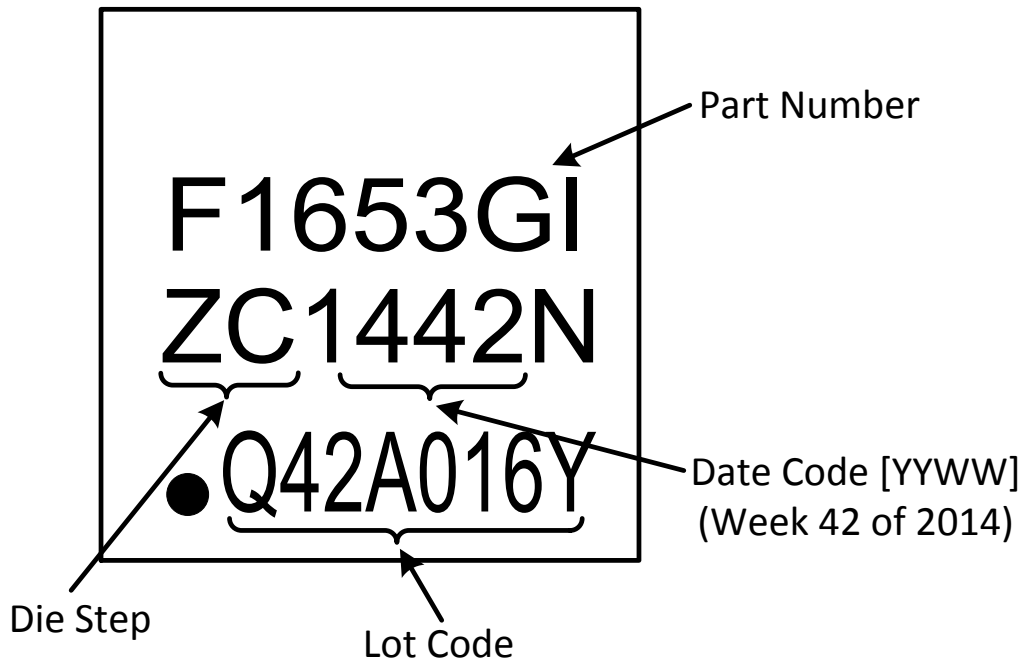 Part Number
F1653GI
ZC1442N
Q42A016Y
Date Code [YYWW]
(Week 42 of 2014)
Die Step
Lot Code